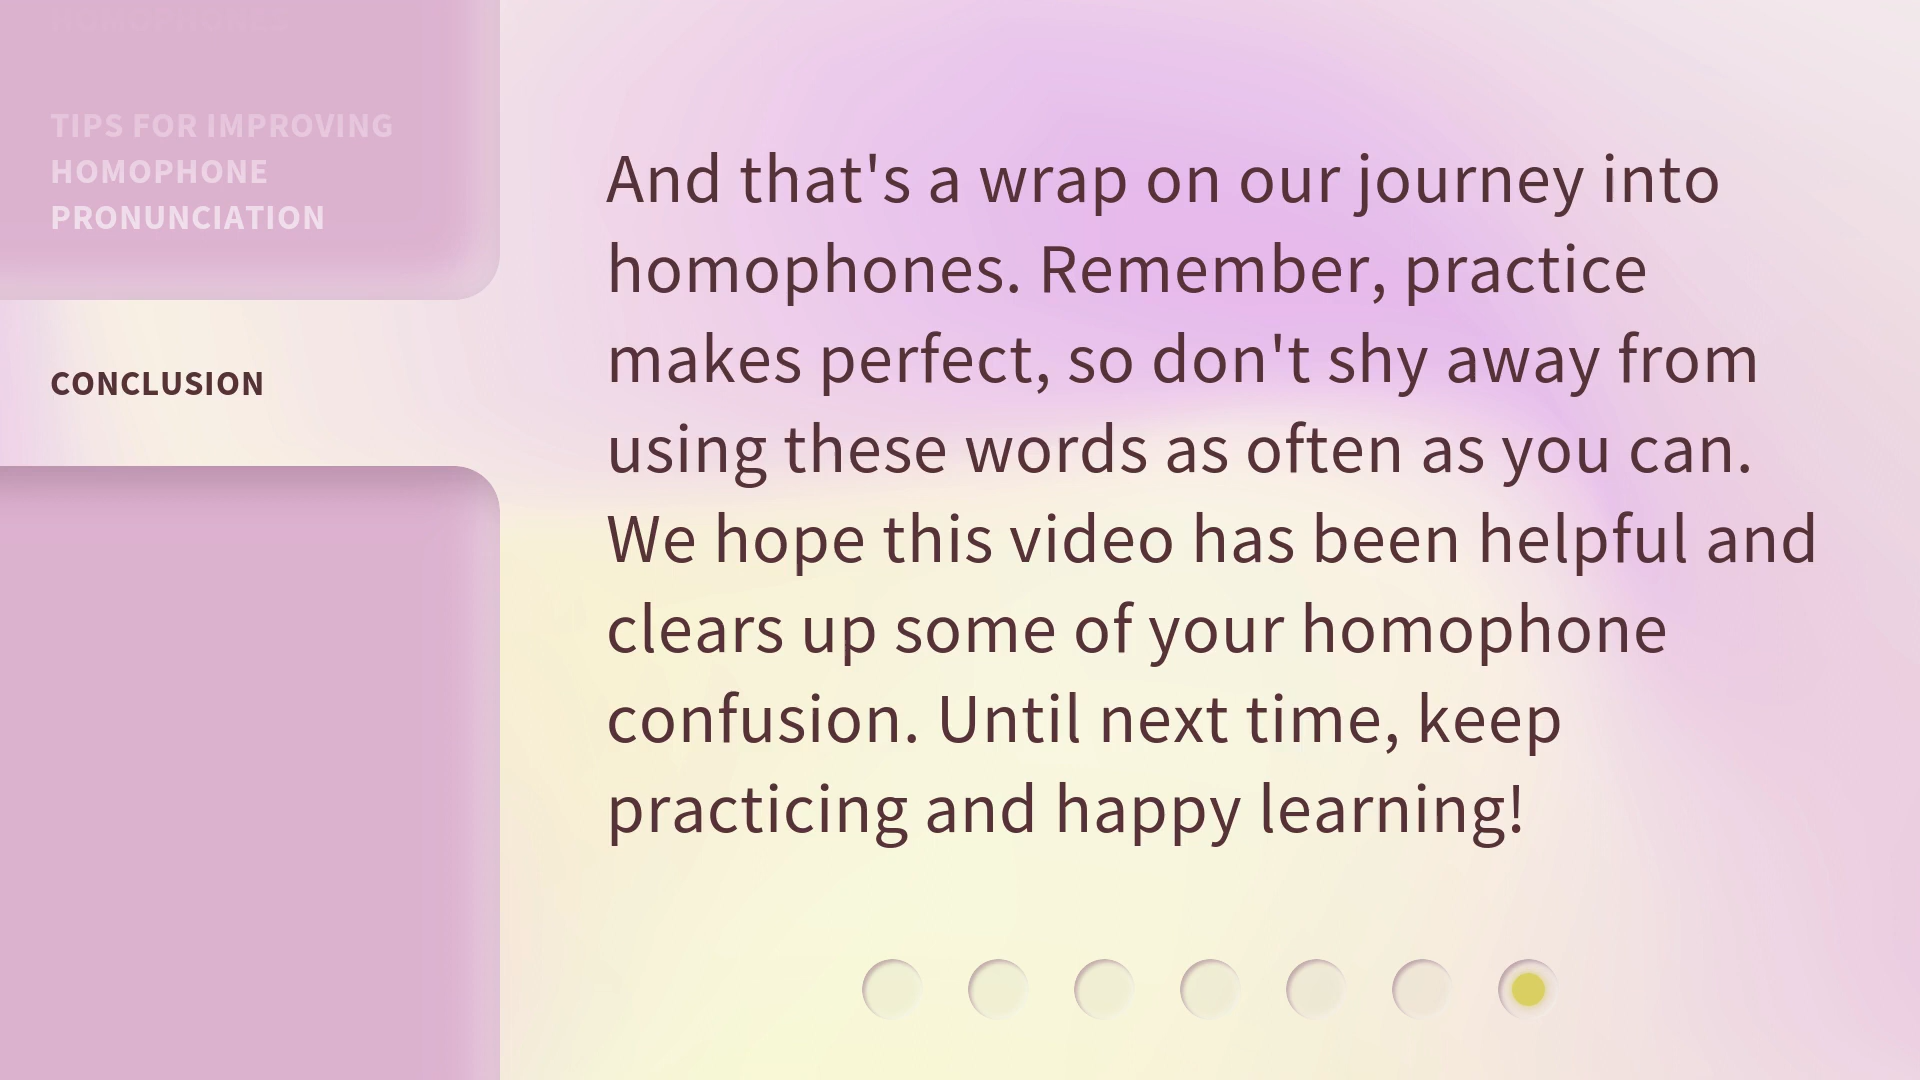 HOMOPHONES
TIPS FOR IMPROVING
HOMOPHONE
PRONUNCIATION
CONCLUSION
And that's a wrap on our journey into
homophones. Remember, practice
makes perfect, so don't shy away from
using these words as often as you can.
We hope this video has been helpful and
clears up some of your homophone
confusion. Until next time, keep
practicing and happy learning!